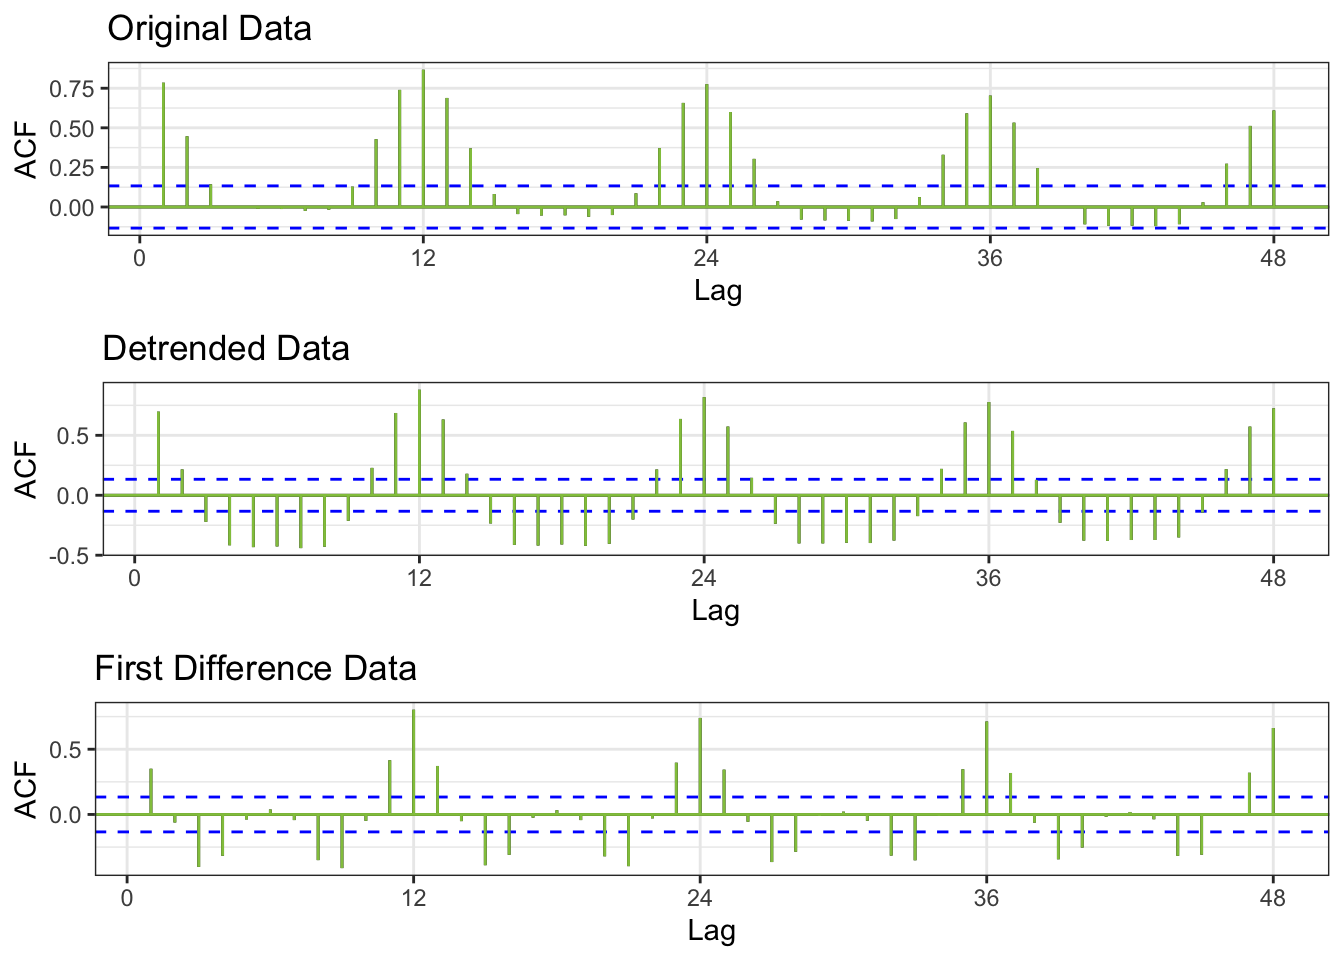 Original Data
ACF
0.75
0.50
0.25
0.00
0 12 24 36 48
Lag
Detrended Data
ACF
0.5
0.0
-0.5
0 12 24 36 48
Lag
First Difference Data
ACF
0.5
0.0
0 12 24 36 48
Lag